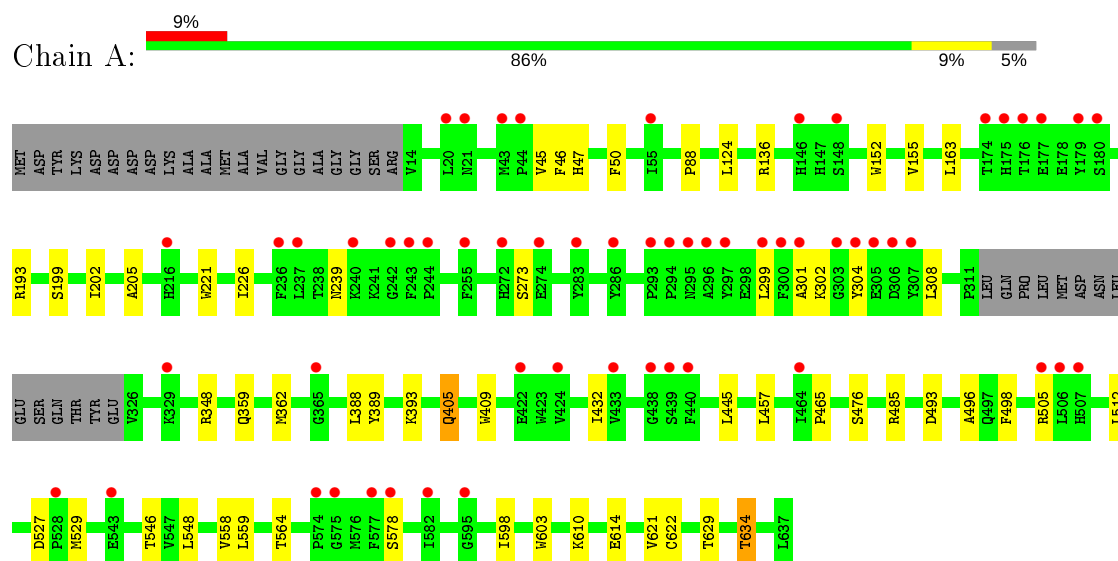 9%
Chain A:
86% 9% 5%
MET ASP TYR LYS ASP ASP ASP ASP LYS ALA ALA MET ALA VAL GLY GLY ALA GLY GLY SER ARG V14 L20 N21 M43 P44 V45 F46 H47 F50 I55 P88 L124 R136 H146 H147 S148 W152 V155 L163 T174 H175 T176 E177 E178 Y179 S180
R193 S199 I202 A205 H216 W221 I226 F236 L237 T238 N239 K240 K241 G242 F243 P244 F255 H272 S273 E274 Y283 Y286 P293 P294 N295 A296 Y297 E298 L299 F300 A301 K302 G303 Y304 E305 D306 Y307 L308 P311 LEU GLN PRO LEU MET ASP ASN LEU
GLU SER GLN THR TYR GLU V326 K329 R348 Q359 M362 G365 L388 Y389 K393 Q405 W409 E422 W423 V424 I432 V433 G438 S439 F440 L445 L457 I464 P465 S476 R485 D493 A496 Q497 F498 R505 L506 H507 L512
D527 P528 M529 E543 T546 V547 L548 V558 L559 T564 P574 G575 M576 F577 S578 I582 G595 I598 W603 K610 E614 V621 C622 T629 T634 L637